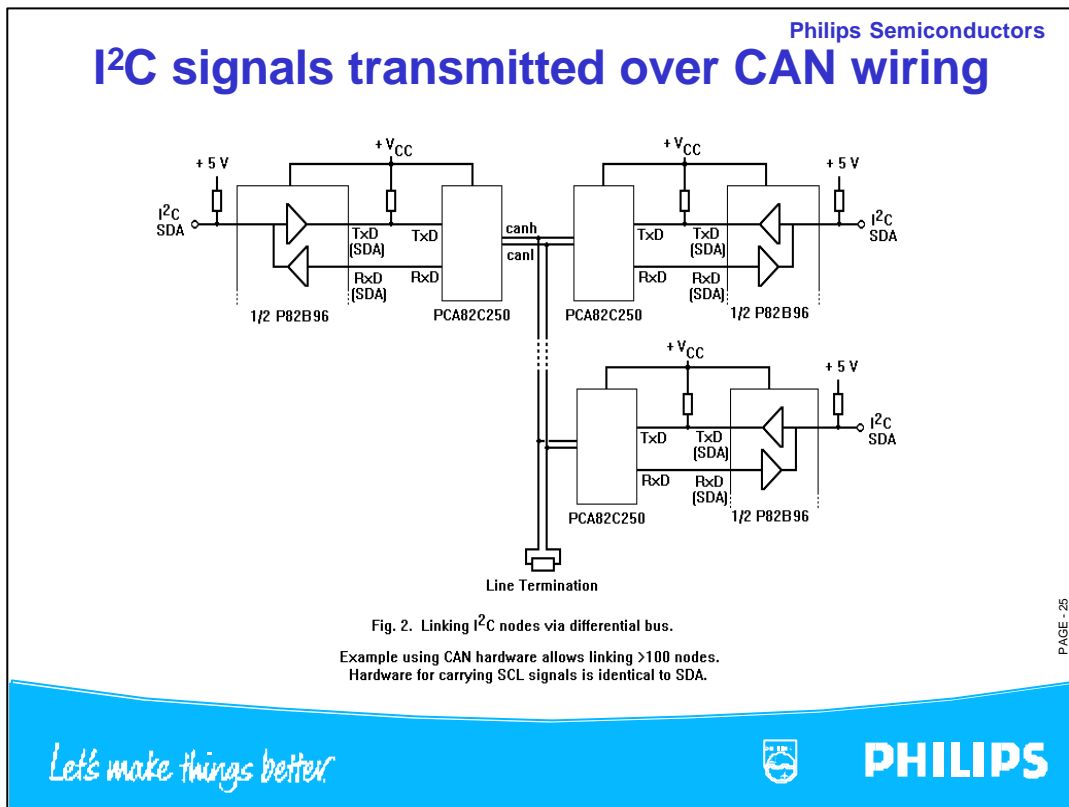 Philips Semiconductors
I²C signals transmitted over CAN wiring
+ 5 V
+ VCC
+ VCC
+ 5 V
I²C
SDA
TxD
(SDA)
TxD
RxD
(SDA)
RxD
1/2 P82B96
PCA82C250
canh
canl
TxD
TxD
(SDA)
RxD
RxD
(SDA)
PCA82C250
1/2 P82B96
I²C
SDA
+ VCC
+ 5 V
TxD
TxD
(SDA)
RxD
RxD
(SDA)
I²C
SDA
PCA82C250
1/2 P82B96
Line Termination
Fig. 2. Linking I²C nodes via differential bus.
Example using CAN hardware allows linking >100 nodes.
Hardware for carrying SCL signals is identical to SDA.
PAGE - 25
Let's make things better.
PHILIPS